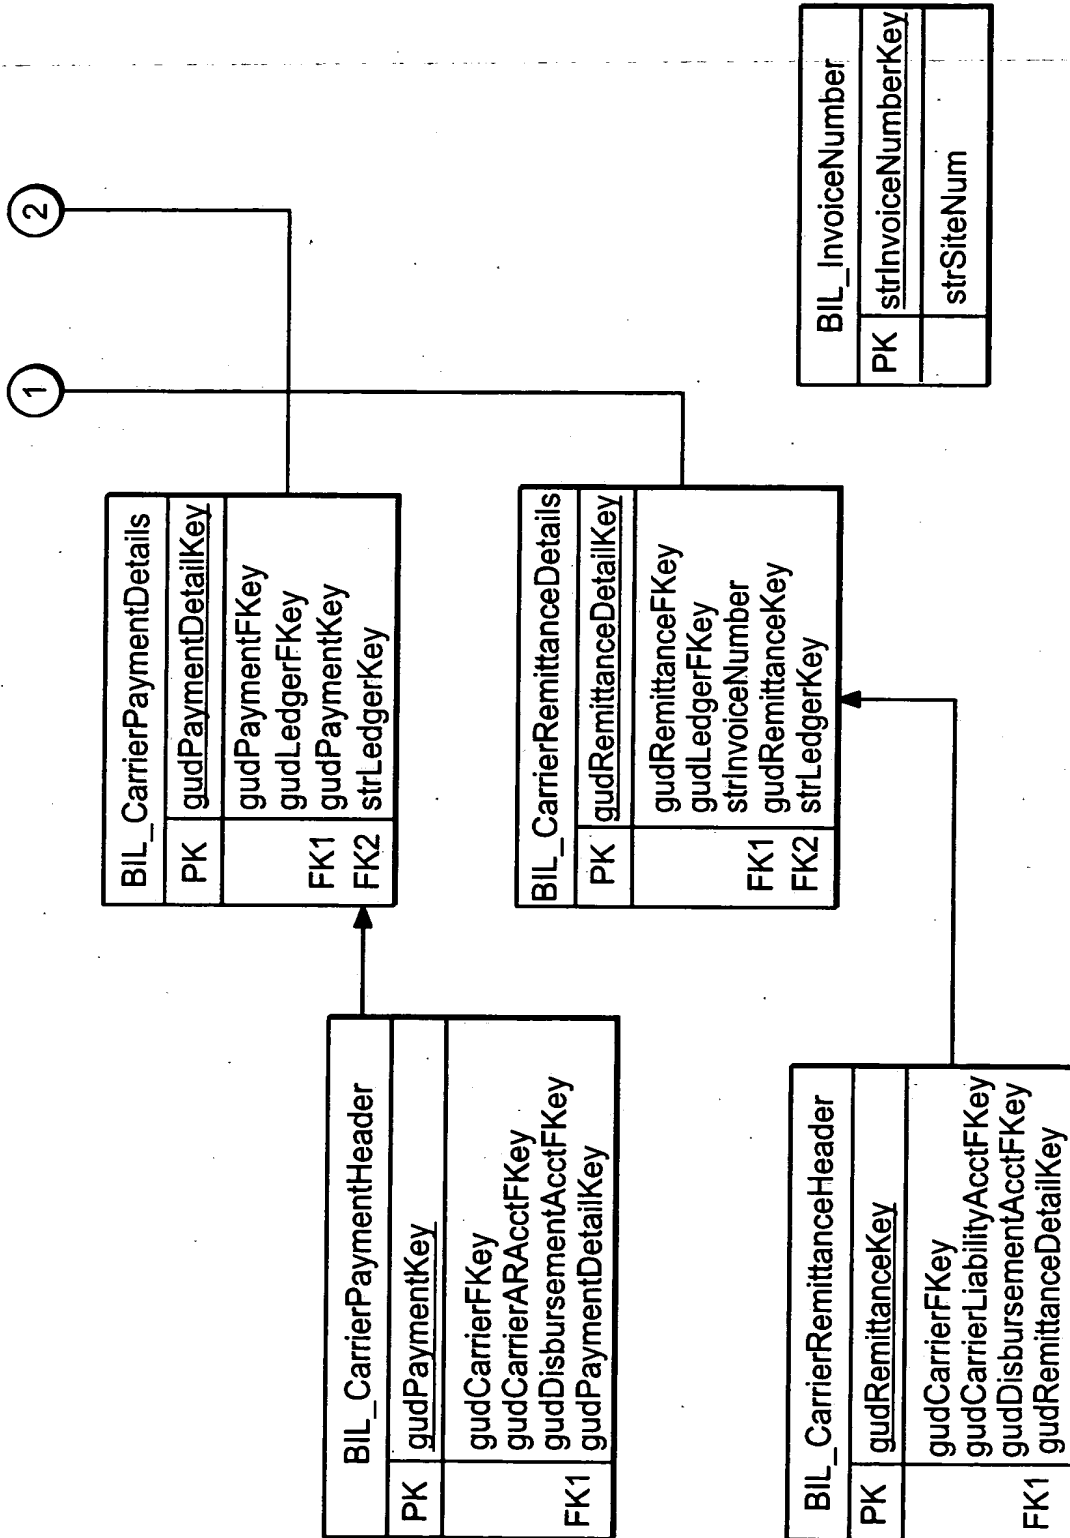 2
1
BIL_CarrierPaymentDetails
PK gudPaymentDetailKey
gudPaymentFKey
gudLedgerFKey
FK1 gudPaymentKey
FK2 strLedgerKey
BIL_CarrierPaymentHeader
PK gudPaymentKey
gudCarrierFKey
gudCarrierARAcctFKey
gudDisbursementAcctFKey
FK1 gudPaymentDetailKey
BIL_CarrierRemittanceDetails
PK gudRemittanceDetailKey
gudRemittanceFKey
gudLedgerFKey
strInvoiceNumber
FK1 gudRemittanceKey
FK2 strLedgerKey
BIL_InvoiceNumber
PK strInvoiceNumberKey
strSiteNum
BIL_CarrierRemittanceHeader
PK gudRemittanceKey
gudCarrierFKey
gudCarrierLiabilityAcctFKey
gudDisbursementAcctFKey
FK1 gudRemittanceDetailKey